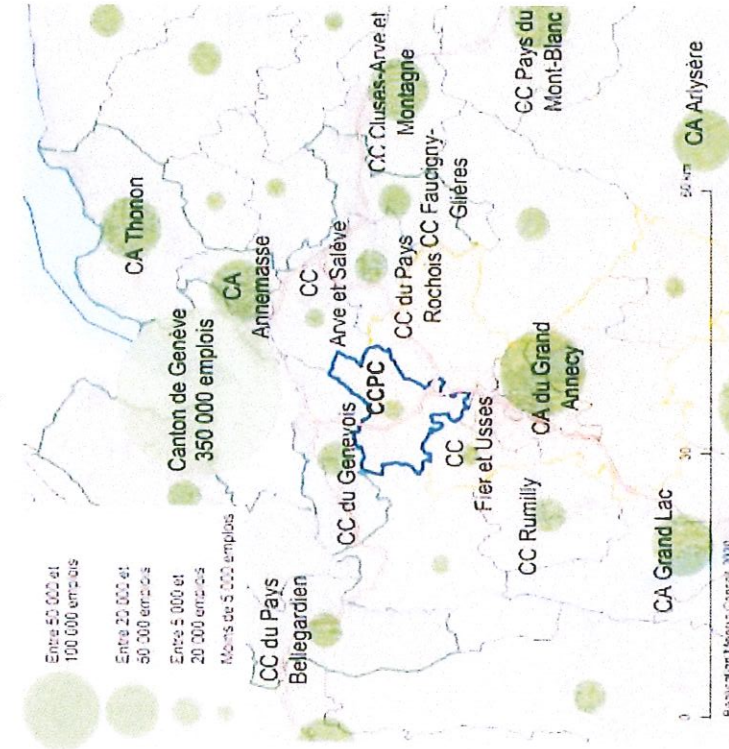 Entre 50 000 et
100 000 emplois
Entre 20 000 et
50 000 emplois
Entre 5 000 et
20 000 emplois
Moins de 5 000 emplois
Canton de Genève
350 000 emplois
CA Thonon
CA
Annemasse
CC
Arve et Salève
CC Cluses-Arve et
Montagne
CC Pays du
Mont-Blanc
CC du Pays
Rochois
CC Faucigny-
Glières
CC du Genevois
CCPC
CC du Pays
Bellegardien
CC
Fier et Usses
CA du Grand
Annecy
CC Rumilly
CA Grand Lac
CA Arlysère
0
30
50 km
2020